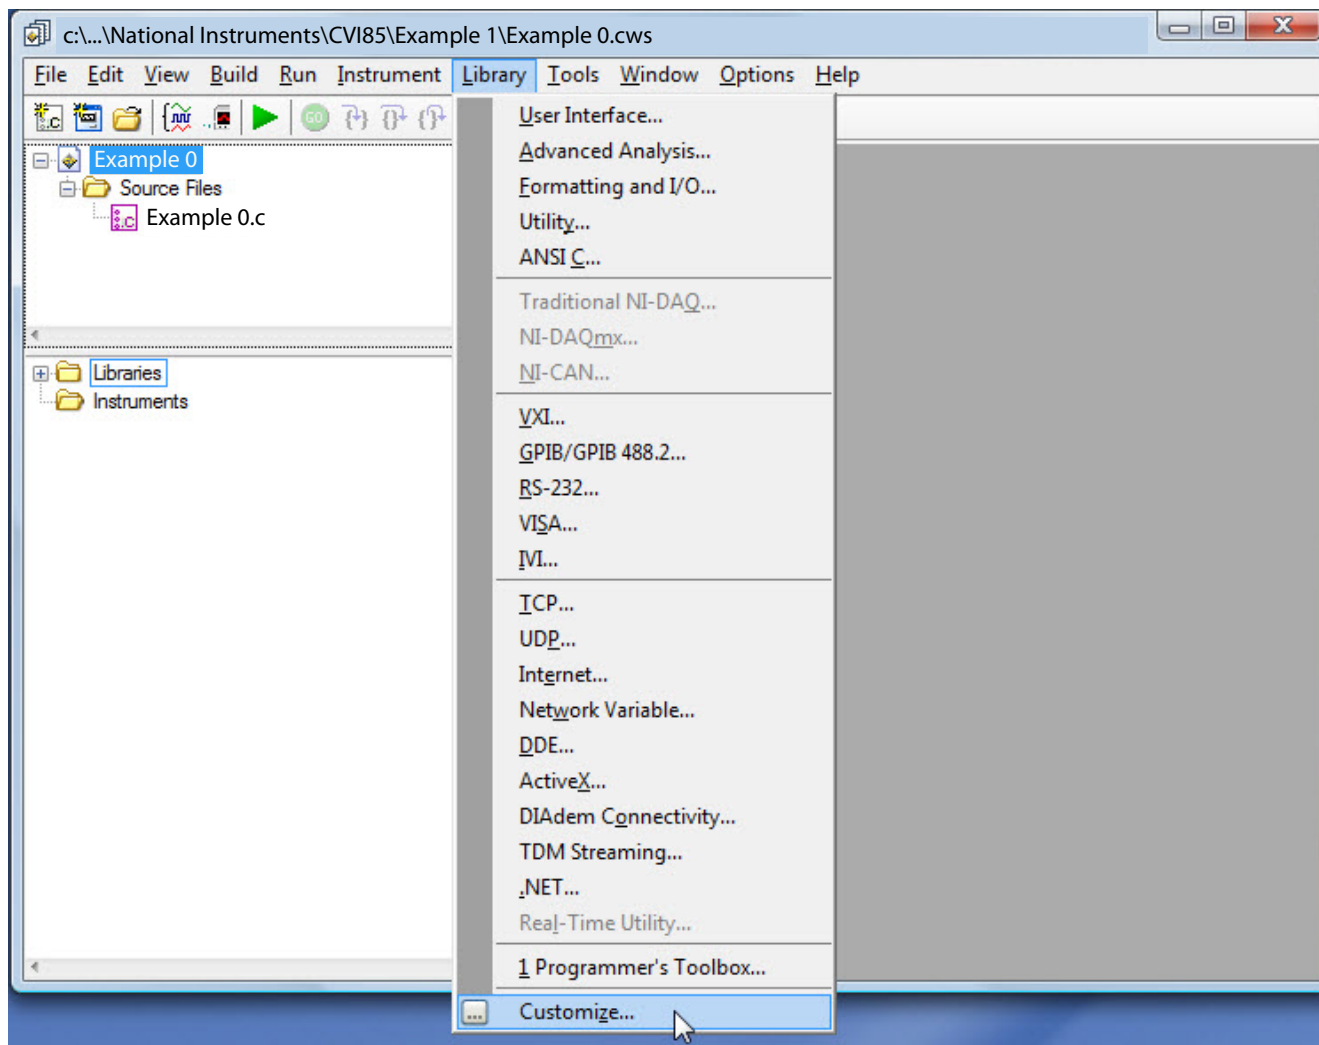 c:\...\National Instruments\CVI85\Example 1\Example 0.cws
File Edit View Build Run Instrument Library Tools Window Options Help
GO
Example 0
Source Files
Example 0.c
Libraries
Instruments
User Interface...
Advanced Analysis...
Formatting and I/O...
Utility...
ANSI C...
Traditional NI-DAQ...
NI-DAQmx...
NI-CAN...
VXI...
GPIB/GPIB 488.2...
RS-232...
VISA...
IVI...
TCP...
UDP...
Internet...
Network Variable...
DDE...
ActiveX...
DIAdem Connectivity...
TDM Streaming...
.NET...
Real-Time Utility...
1 Programmer's Toolbox...
Customize...